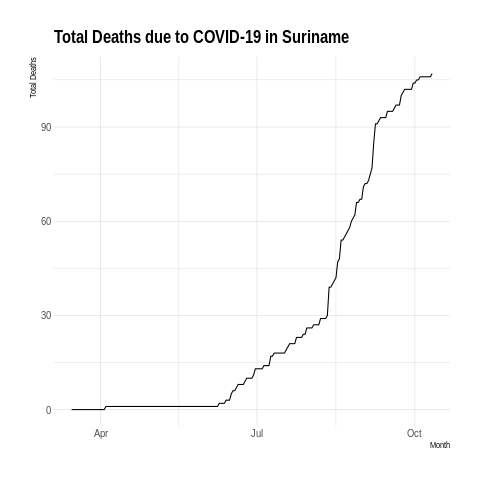 Total Deaths due to COVID-19 in Suriname
Total Deaths
90
60
30
0
Apr Jul Oct
Month